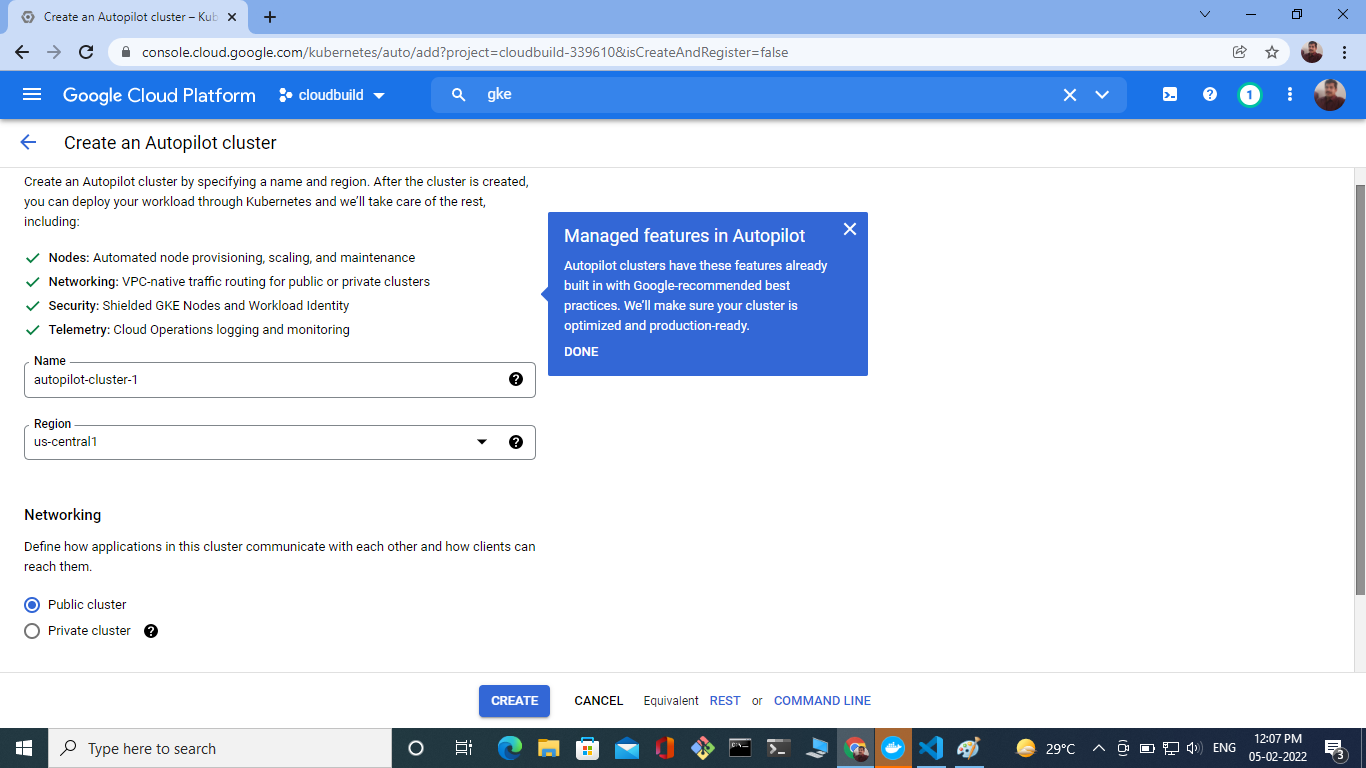 Create an Autopilot cluster – Kub
console.cloud.google.com/kubernetes/auto/add?project=cloudbuild-339610&isCreateAndRegister=false
Google Cloud Platform
cloudbuild
gke
1
Create an Autopilot cluster
Create an Autopilot cluster by specifying a name and region. After the cluster is created,
you can deploy your workload through Kubernetes and we'll take care of the rest,
including:
Nodes: Automated node provisioning, scaling, and maintenance
Networking: VPC-native traffic routing for public or private clusters
Security: Shielded GKE Nodes and Workload Identity
Telemetry: Cloud Operations logging and monitoring
Managed features in Autopilot
Autopilot clusters have these features already
built in with Google-recommended best
practices. We'll make sure your cluster is
optimized and production-ready.
DONE
Name
autopilot-cluster-1
Region
us-central1
Networking
Define how applications in this cluster communicate with each other and how clients can
reach them.
Public cluster
Private cluster
CREATE CANCEL Equivalent REST or COMMAND LINE
Type here to search
29°C
ENG
12:07 PM
05-02-2022
3